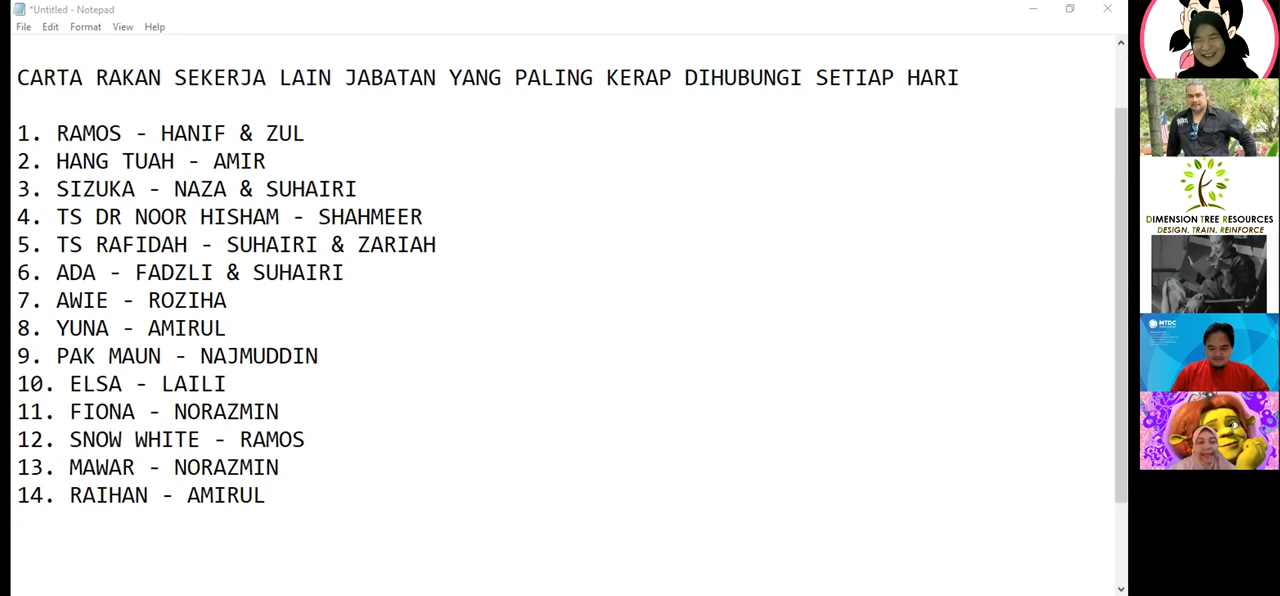 *Untitled - Notepad
File Edit Format View Help
CARTA RAKAN SEKERJA LAIN JABATAN YANG PALING KERAP DIHUBUNGI SETIAP HARI
1. RAMOS - HANIF & ZUL
2. HANG TUAH - AMIR
3. SIZUKA - NAZA & SUHAIRI
4. TS DR NOOR HISHAM - SHAHMEER
5. TS RAFIDAH - SUHAIRI & ZARIAH
6. ADA - FADZLI & SUHAIRI
7. AWIE - ROZIHA
8. YUNA - AMIRUL
9. PAK MAUN - NAJMUDDIN
10. ELSA - LAILI
11. FIONA - NORAZMIN
12. SNOW WHITE - RAMOS
13. MAWAR - NORAZMIN
14. RAIHAN - AMIRUL
DIMENSION TREE RESOURCES
DESIGN. TRAIN. REINFORCE
MTDC